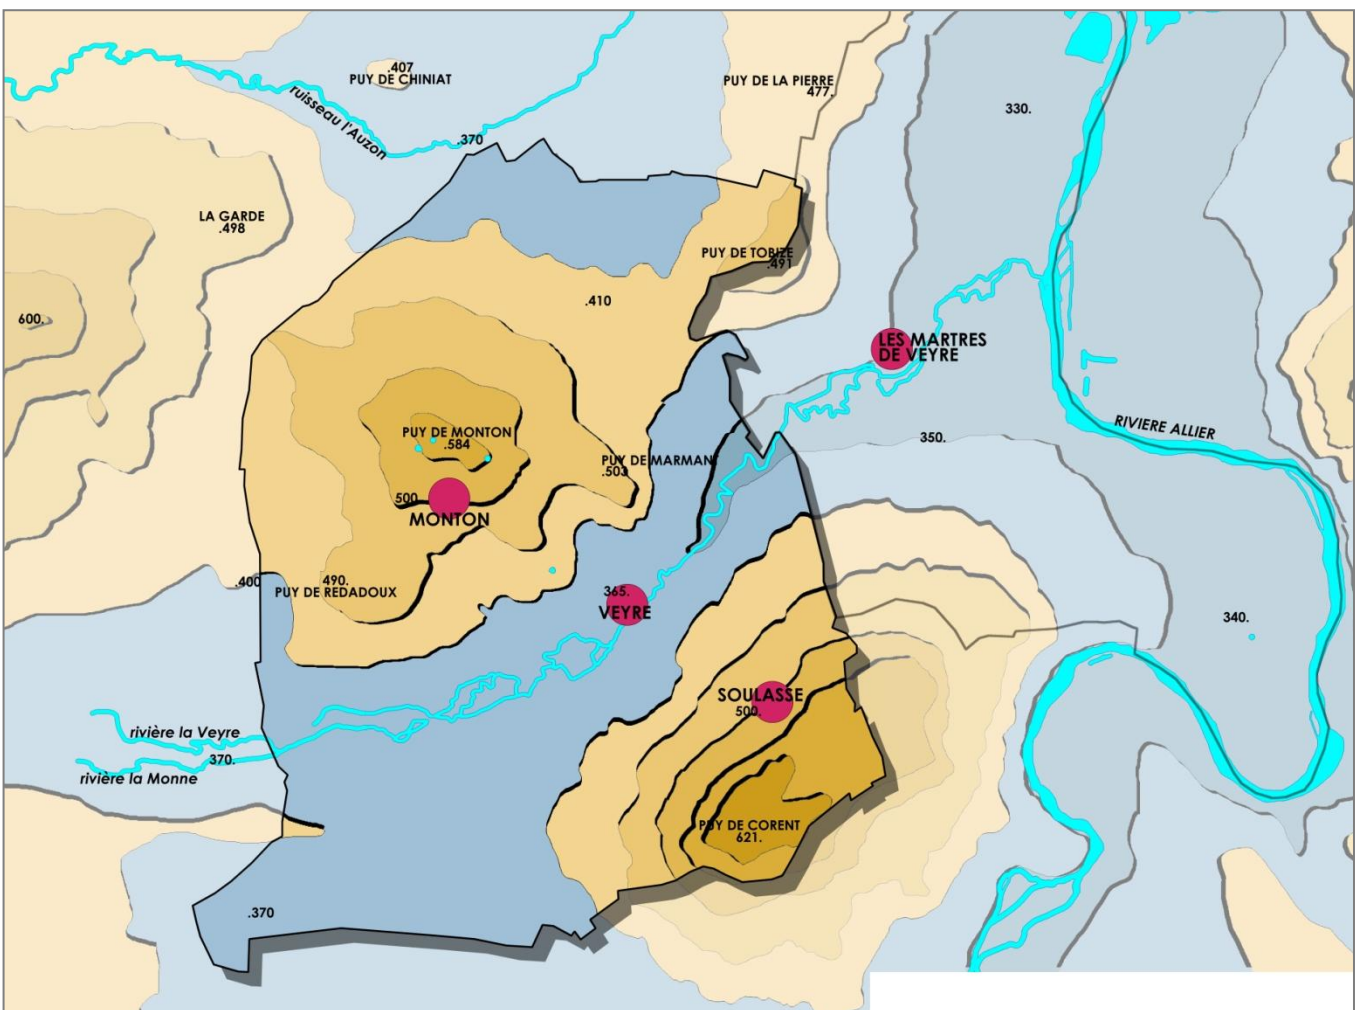 .407
PUY DE CHINIAT
PUY DE LA PIERRE
477.
330.
ruisseau l'Auzon
.370
LA GARDE
.498
PUY DE TOBIZE
.491
.410
600.
LES MARTRES
DE VEYRE
RIVIERE ALLIER
350.
PUY DE MONTON
.584
PUY DE MARMANT
.503
500
MONTON
.400
490.
PUY DE REDADOUX
365.
VEYRE
340.
SOULASSE
500.
rivière la Veyre
370.
rivière la Monne
PUY DE CORENT
621.
.370